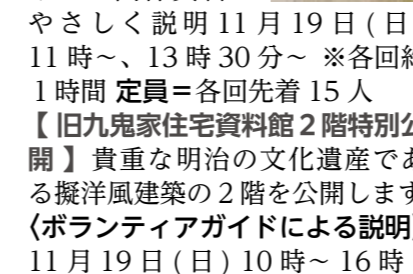 やさしく説明 11 月 19 日 ( 日
11 時～、13 時 30 分～ ※各回
1 時間 定員＝各回先着 15 人
【旧九鬼家住宅資料館２階特別
開】貴重な明治の文化遺産で
る擬洋風建築の２階を公開します
〈ボランティアガイドによる説明
11 月 19 日 ( 日 ) 10 時～ 16 時